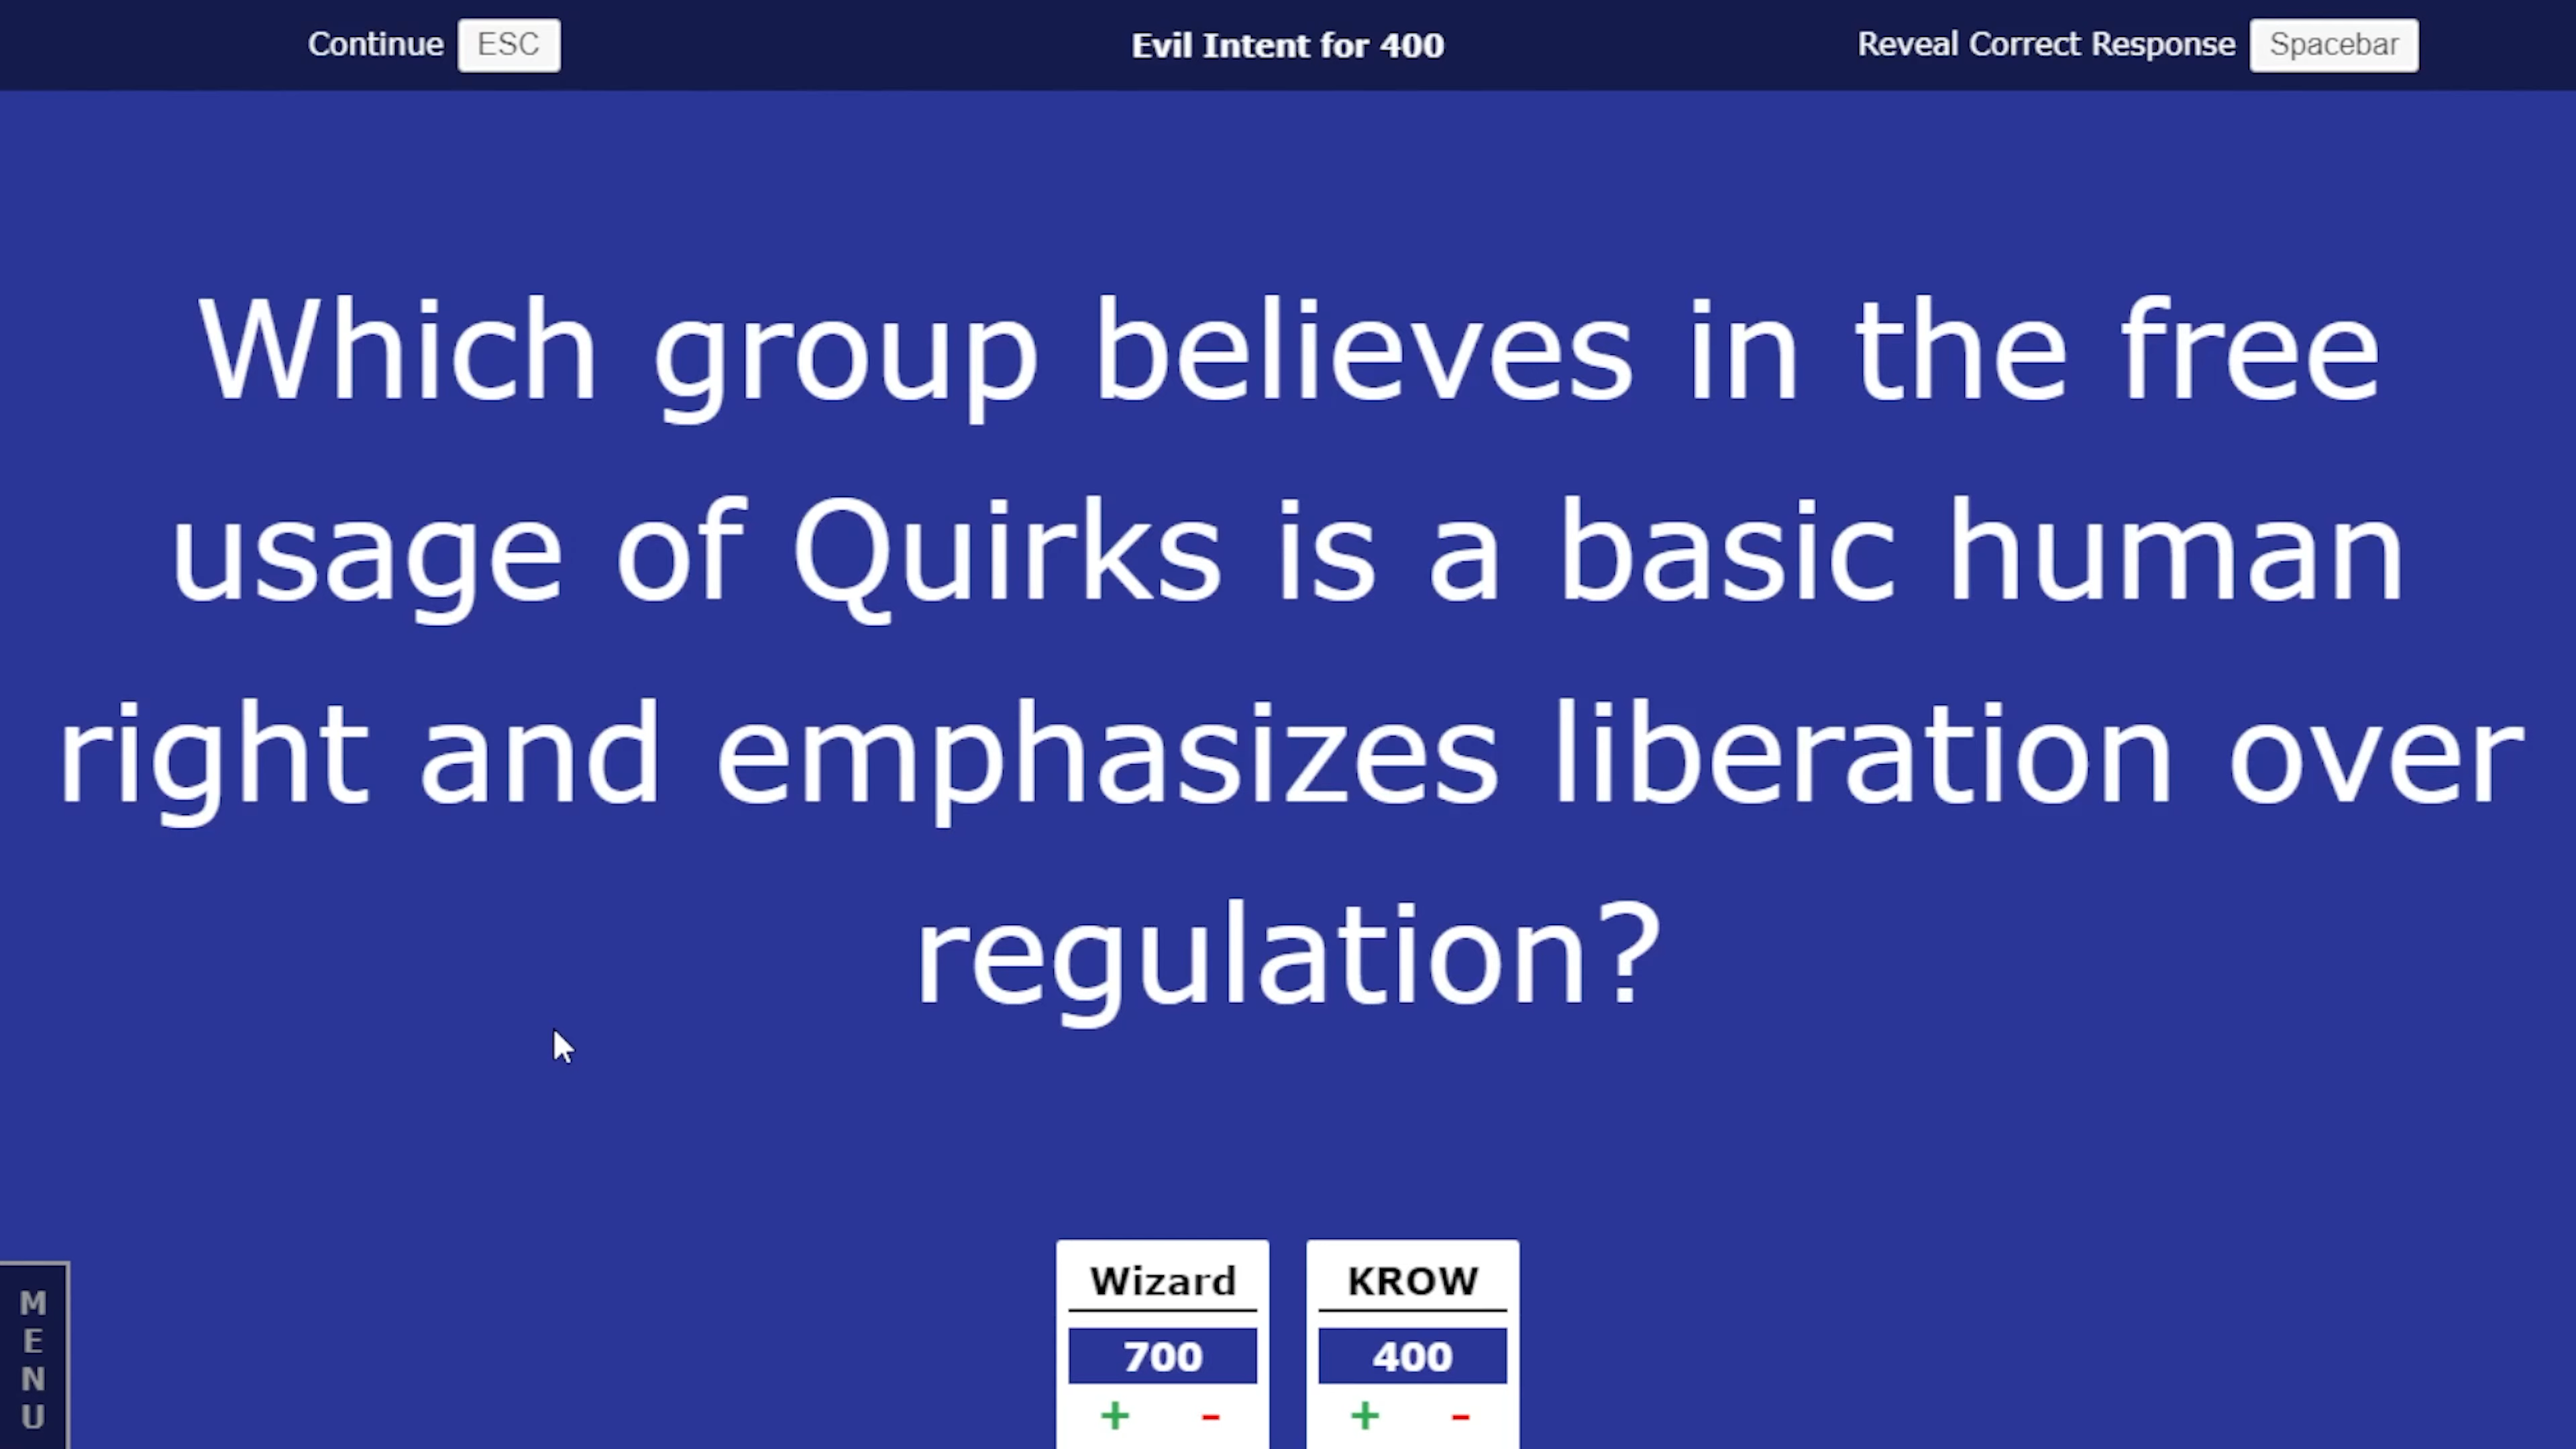 Continue ESC
Evil Intent for 400
Reveal Correct Response Spacebar
Which group believes in the free
usage of Quirks is a basic human
right and emphasizes liberation over
regulation?
MENU
Wizard
700
+ -
KROW
400
+ -